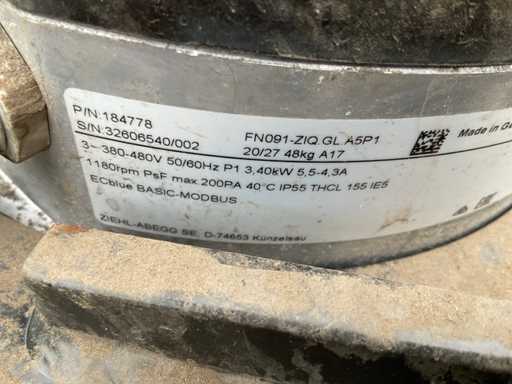 P/N:184778
S/N:32606540/002
FN091-ZIQ.GL A5P1
20/27 48kg A17
Made in Ge
3~ 380-480V 50/60Hz P1 3,40kW 5,5-4,3A
1180rpm PsF max.200PA 40°C IP55 THCL 155 IE5
ECblue BASIC-MODBUS
ZIEHL-ABEGG SE, D-74653 Künzelsau